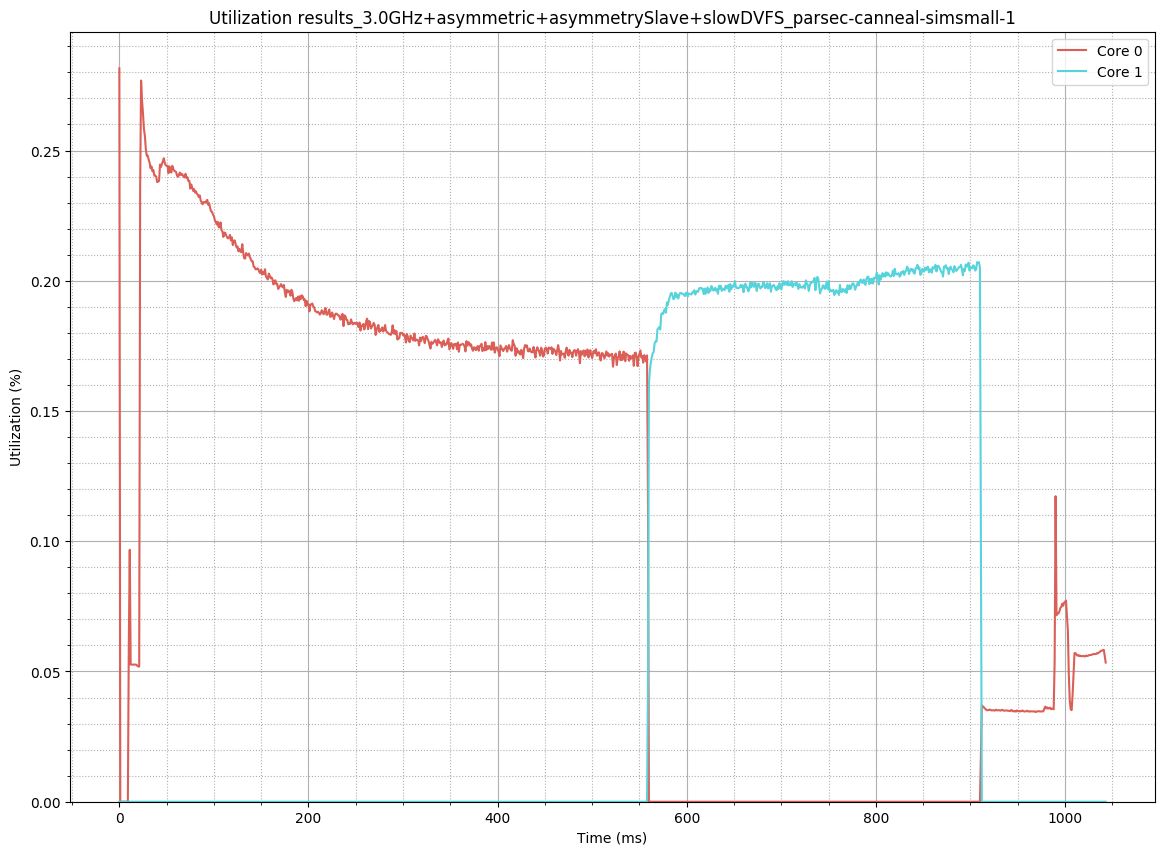 Utilization results_3.0GHz+asymmetric+asymmetrySlave+slowDVFS_parsec-canneal-simsmall-1
Core 0
Core 1
Utilization (%)
0.25
0.20
0.15
0.10
0.05
0.00
0
200
400
600
800
1000
Time (ms)